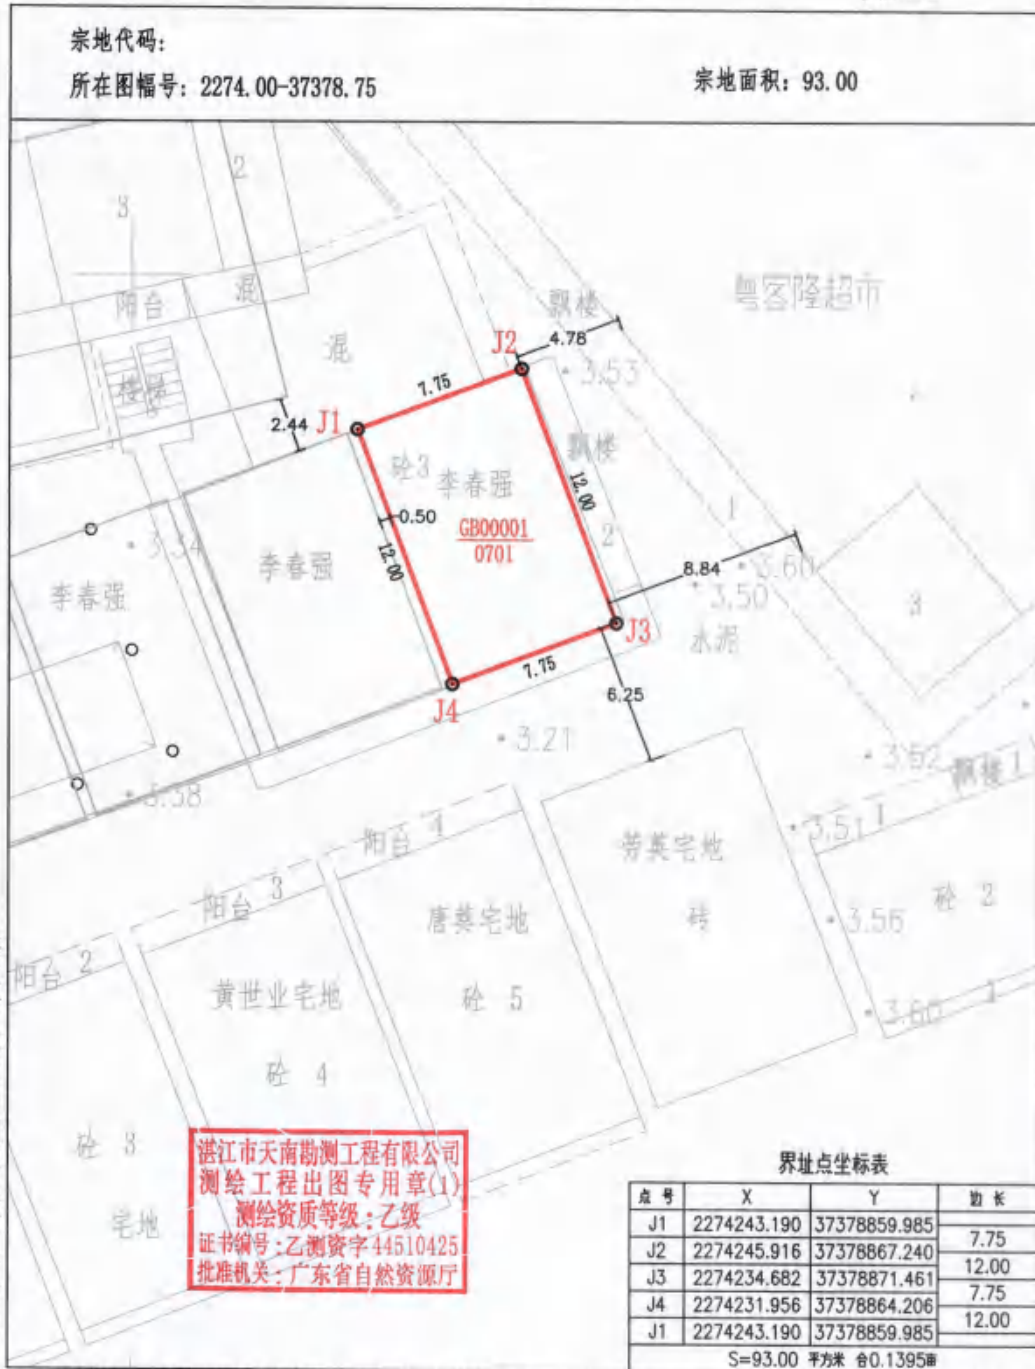 宗地代码:
所在图幅号: 2274.00-37378.75
宗地面积: 93.00
2
3
混
阳台
混
楼梯
飘楼
粤客隆超市
4.78
J2
3.53
7.75
2.44
J1
砼3
李春强
飘楼
12.00
0.50
GB00001
0701
2
1
12.00
3.34
李春强
李春强
8.84
3.60
3.50
3
J3
水泥
7.75
6.25
J4
3.21
3.62
飘楼 1
3.38
1
3.51
阳台 4
劳英宅地
阳台 3
砖
砼 2
唐英宅地
3.56
阳台 2
黄世业宅地
砼 5
1
3.60
砼 4
砼 3
宅地
湛江市天南勘测工程有限公司
测绘工程出图专用章(1)
测绘资质等级:乙级
证书编号:乙测资字44510425
批准机关:广东省自然资源厅
界址点坐标表
点号 X Y 边长
J1 2274243.190 37378859.985
7.75
J2 2274245.916 37378867.240
12.00
J3 2274234.682 37378871.461
7.75
J4 2274231.956 37378864.206
12.00
J1 2274243.190 37378859.985
S=93.00 平方米 合0.1395亩